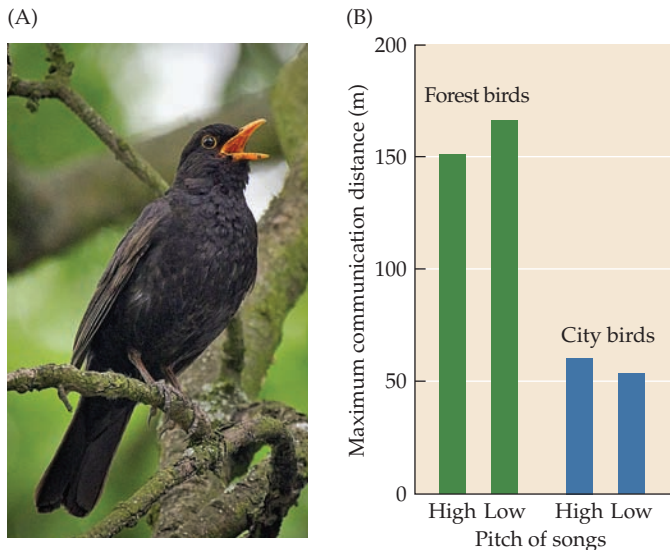 (A)
(B)
Maximum communication distance (m)
200
150
100
50
0
Forest birds
City birds
High Low
High Low
Pitch of songs